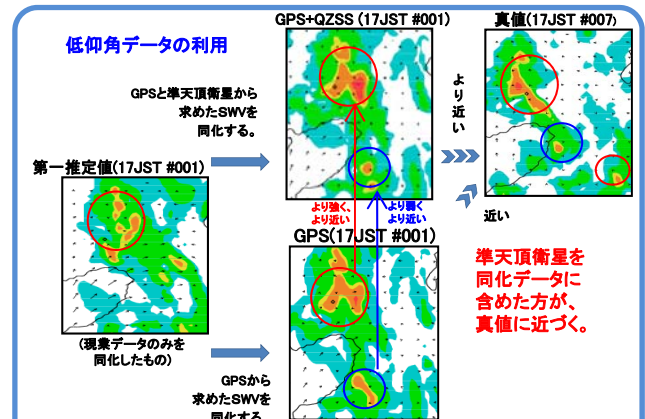 低仰角データの利用
GPS+QZSS (17JST #001)
真値(17JST #007)
GPSと準天頂衛星から
求めたSWVを
同化する。
より近い
第一推定値(17JST #001)
より強く、
より近い
より弱く
より近い
近い
GPS(17JST #001)
準天頂衛星を
同化データに
含めた方が、
真値に近づく。
(現業データのみを
同化したもの)
GPSから
求めたSWVを
同化する